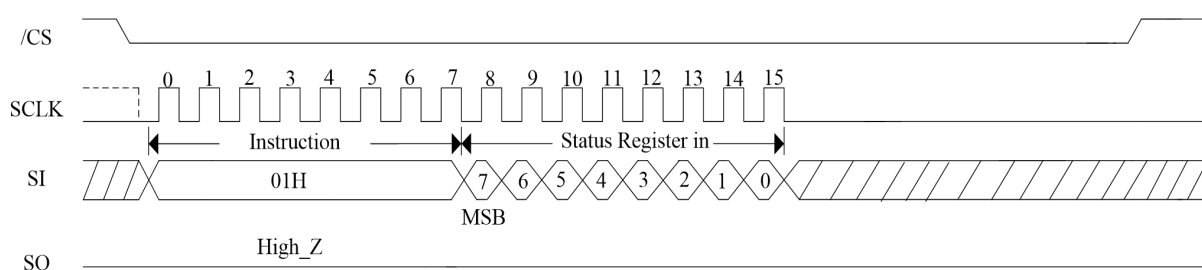 /CS
0 1 2 3 4 5 6 7 8 9 10 11 12 13 14 15
SCLK
Instruction Status Register in
SI 01H 7 6 5 4 3 2 1 0
MSB
High_Z
SO